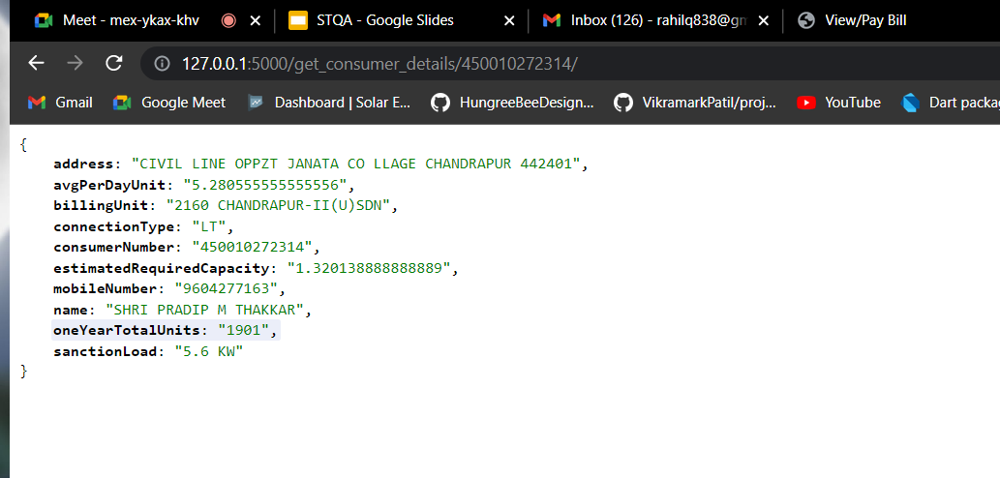 Meet - mex-ykax-khv
STQA - Google Slides
Inbox (126) - rahilq838@gm
View/Pay Bill
127.0.0.1:5000/get_consumer_details/450010272314/
Gmail
Google Meet
Dashboard | Solar E...
HungreeBeeDesign...
VikramarkPatil/proj...
YouTube
Dart packa
{
address: "CIVIL LINE OPPZT JANATA CO LLAGE CHANDRAPUR 442401",
avgPerDayUnit: "5.280555555555556",
billingUnit: "2160 CHANDRAPUR-II(U)SDN",
connectionType: "LT",
consumerNumber: "450010272314",
estimatedRequiredCapacity: "1.320138888888889",
mobileNumber: "9604277163",
name: "SHRI PRADIP M THAKKAR",
oneYearTotalUnits: "1901",
sanctionLoad: "5.6 KW"
}